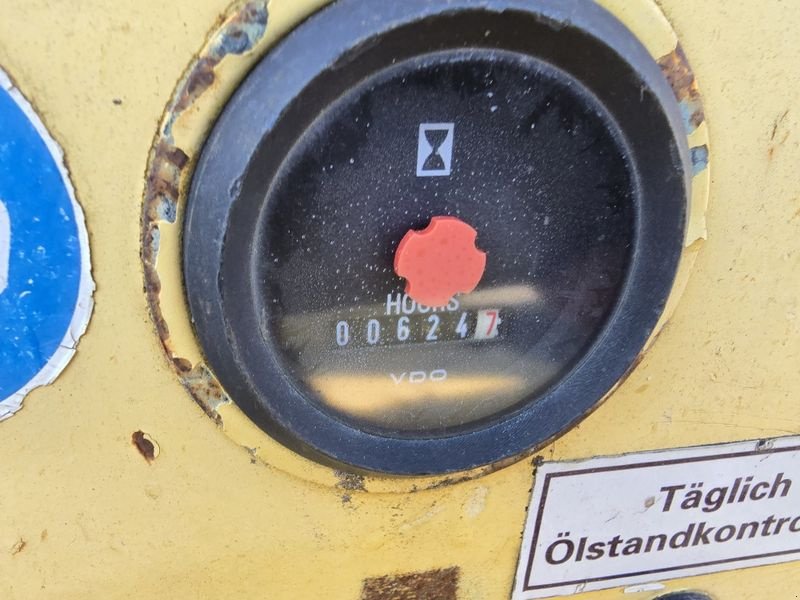 HOURS
006247
VDO
Täglich
Ölstandkontro